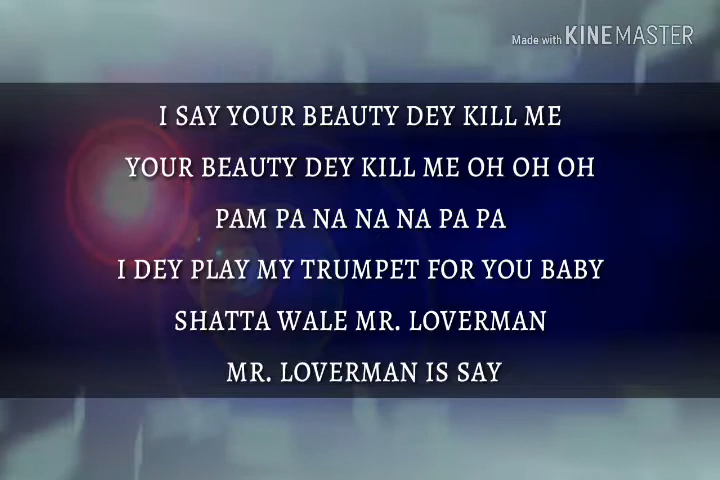 Made with KINEMASTER
I SAY YOUR BEAUTY DEY KILL ME
YOUR BEAUTY DEY KILL ME OH OH OH
PAM PA NA NA NA PA PA
I DEY PLAY MY TRUMPET FOR YOU BABY
SHATTA WALE MR. LOVERMAN
MR. LOVERMAN IS SAY